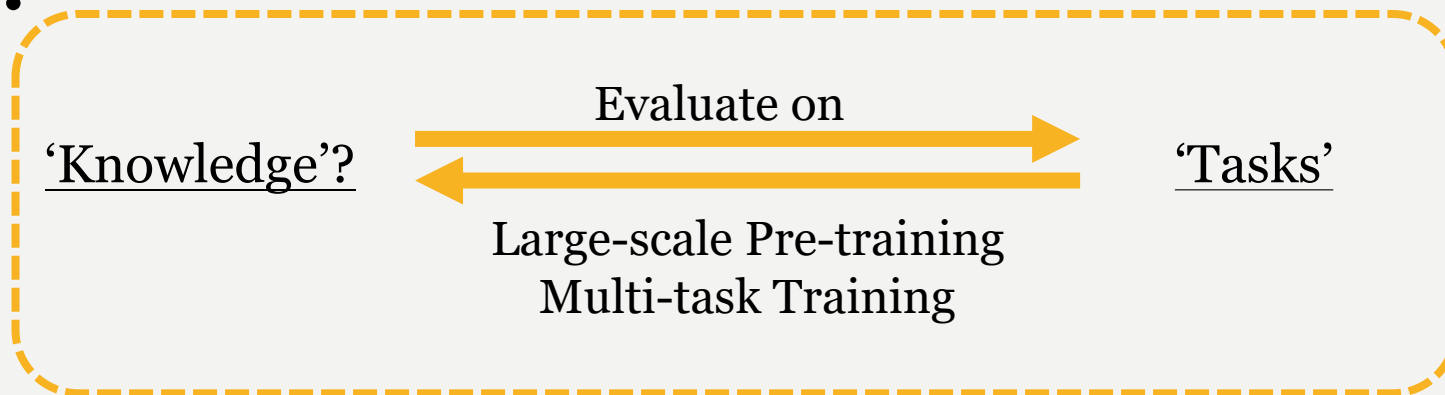 Evaluate on
‘Knowledge’?
‘Tasks’
Large-scale Pre-training
Multi-task Training